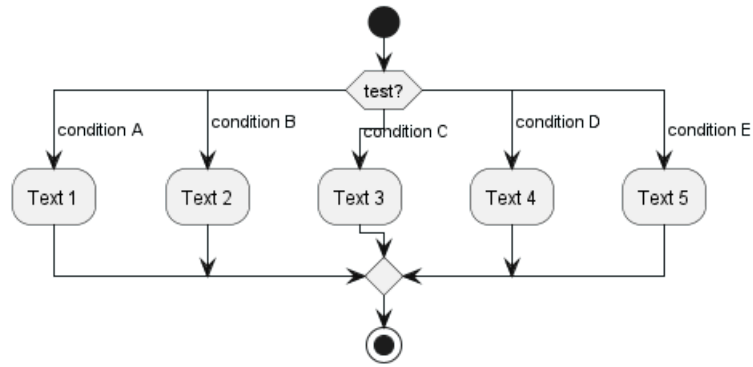 test?
condition A
condition B
condition C
condition D
condition E
Text 1
Text 2
Text 3
Text 4
Text 5